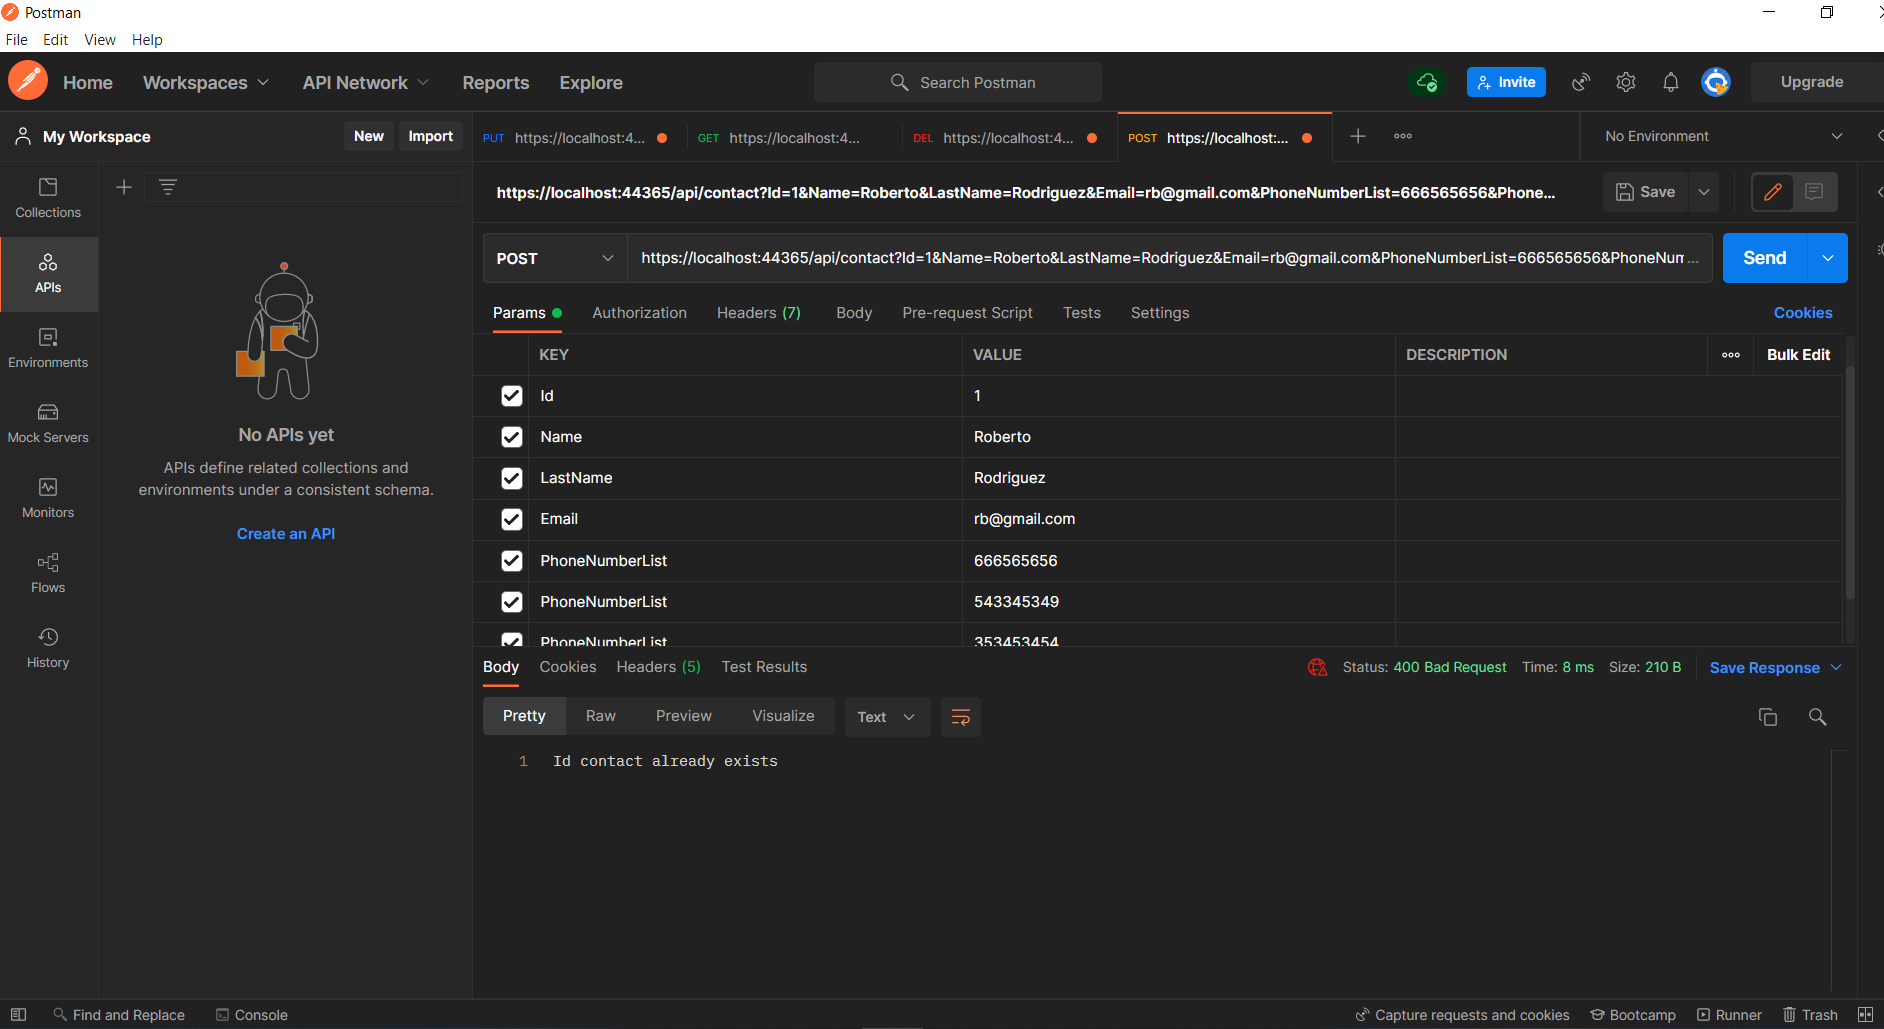 Postman
File Edit View Help
Home Workspaces API Network Reports Explore Search Postman Invite Upgrade
My Workspace New Import
PUT https://localhost:4... GET https://localhost:4... DEL https://localhost:4... POST https://localhost:... No Environment
https://localhost:44365/api/contact?Id=1&Name=Roberto&LastName=Rodriguez&Email=rb@gmail.com&PhoneNumberList=666565656&Phone... Save
Collections
APIs
Environments
Mock Servers
Monitors
Flows
History
No APIs yet
APIs define related collections and
environments under a consistent schema.
Create an API
POST https://localhost:44365/api/contact?Id=1&Name=Roberto&LastName=Rodriguez&Email=rb@gmail.com&PhoneNumberList=666565656&PhoneNum... Send
Params Authorization Headers (7) Body Pre-request Script Tests Settings Cookies
KEY VALUE DESCRIPTION Bulk Edit
Id 1
Name Roberto
LastName Rodriguez
Email rb@gmail.com
PhoneNumberList 666565656
PhoneNumberList 543345349
PhoneNumberList 353453454
Body Cookies Headers (5) Test Results Status: 400 Bad Request Time: 8 ms Size: 210 B Save Response
Pretty Raw Preview Visualize Text
1 Id contact already exists
Find and Replace Console Capture requests and cookies Bootcamp Runner Trash